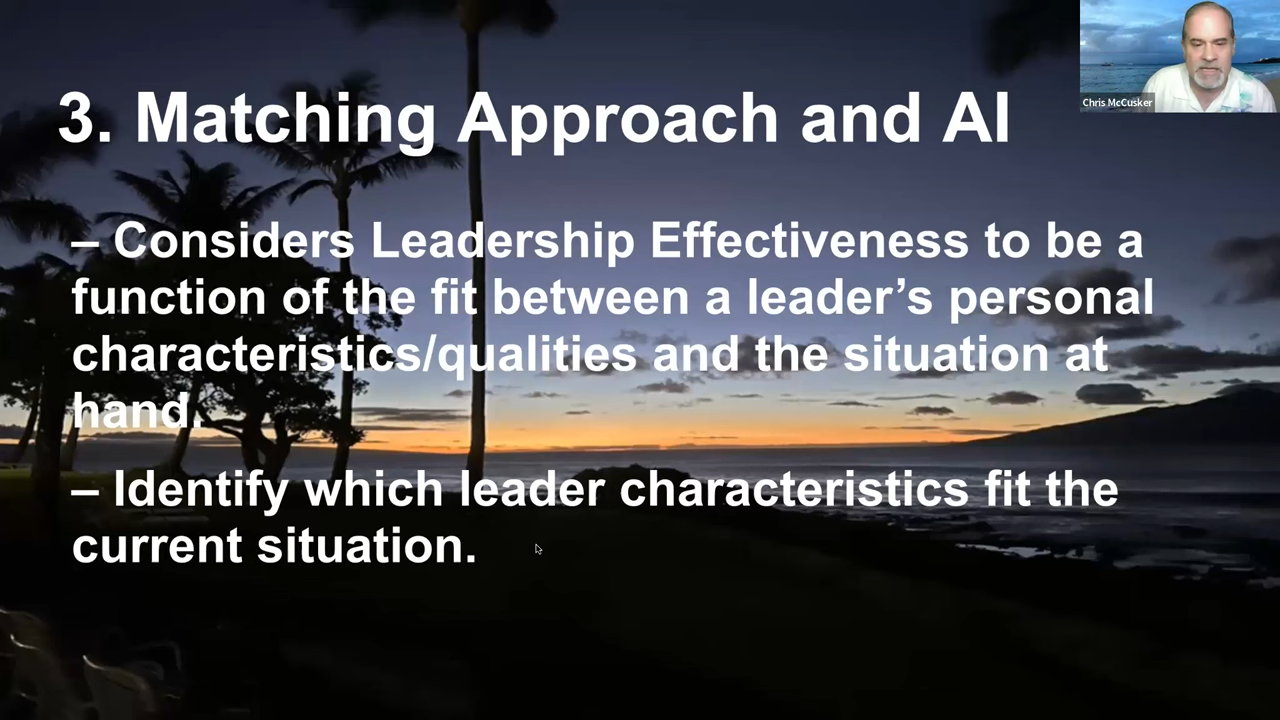 3. Matching Approach and AI
Chris McCusker
– Considers Leadership Effectiveness to be a
function of the fit between a leader’s personal
characteristics/qualities and the situation at
hand.
– Identify which leader characteristics fit the
current situation.